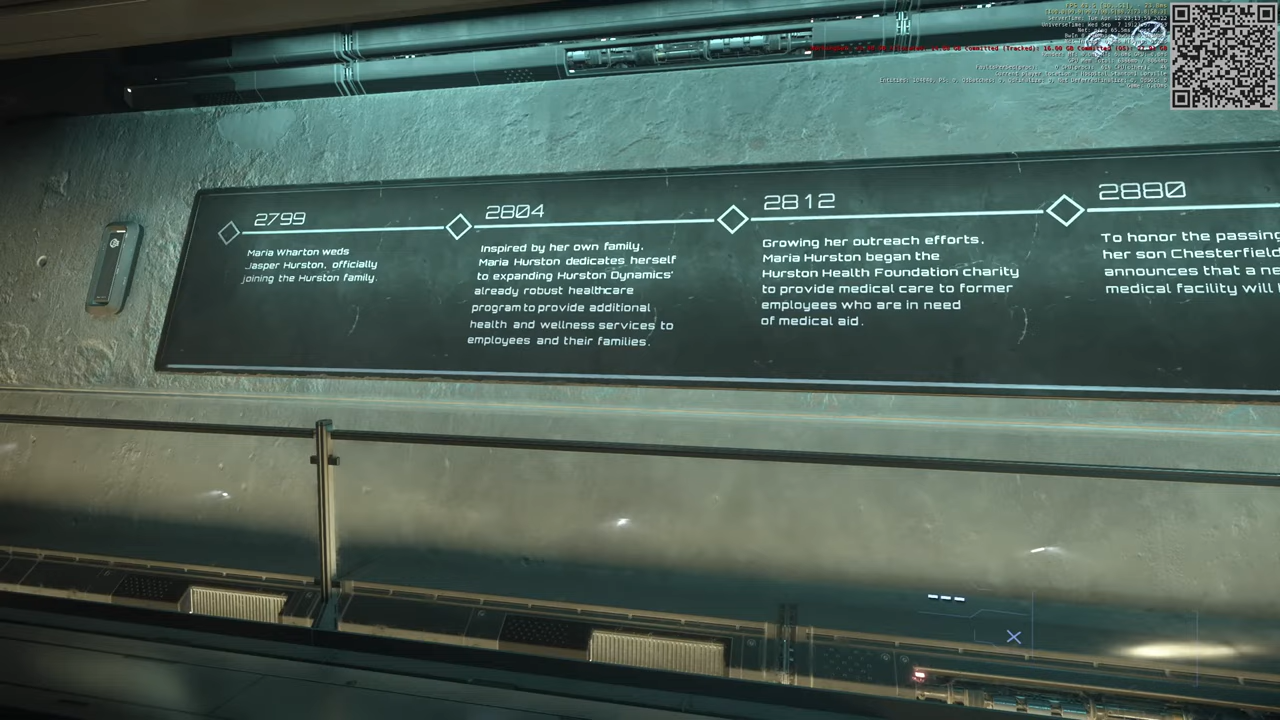 2799
Maria Wharton weds
Jasper Hurston, officially
joining the Hurston family.
2804
Inspired by her own family,
Maria Hurston dedicates herself
to expanding Hurston Dynamics'
already robust healthcare
program to provide additional
health and wellness services to
employees and their families.
2812
Growing her outreach efforts,
Maria Hurston began the
Hurston Health Foundation charity
to provide medical care to former
employees who are in need
of medical aid.
2880
To honor the passing
her son Chesterfield
announces that a ne
medical facility will